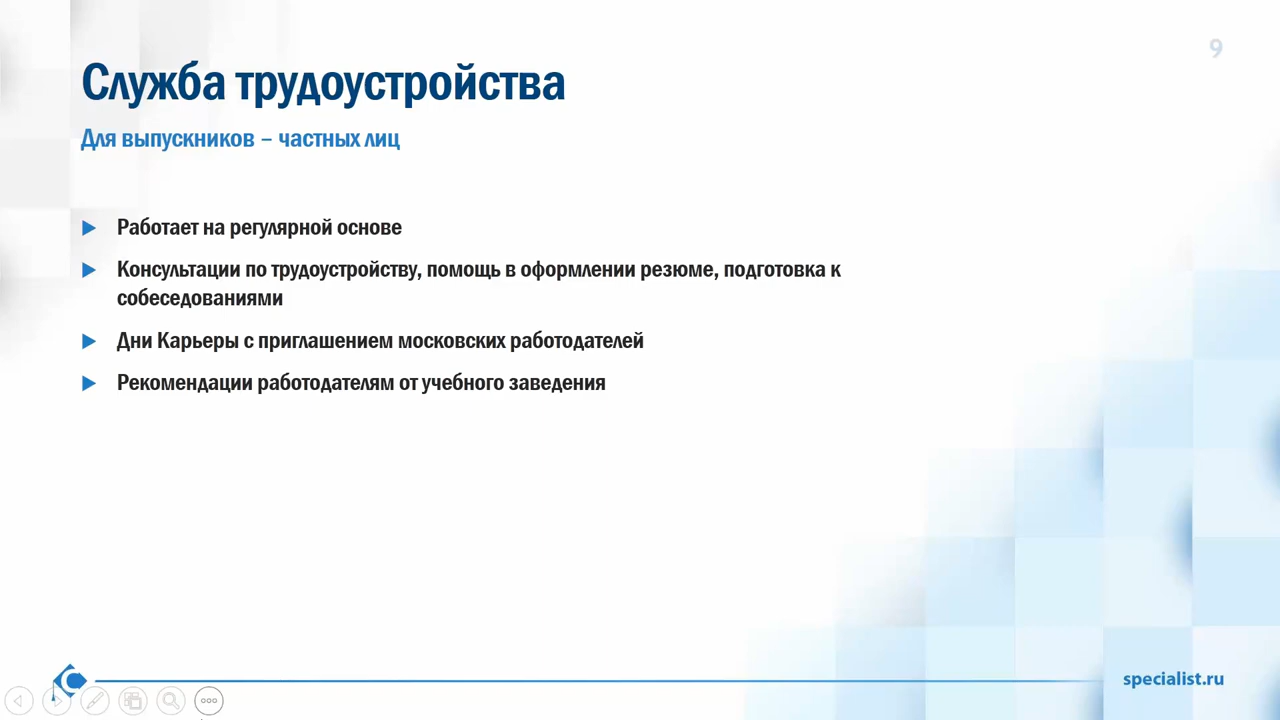 9
Служба трудоустройства
Для выпускников – частных лиц
Работает на регулярной основе
Консультации по трудоустройству, помощь в оформлении резюме, подготовка к
собеседованиями
Дни Карьеры с приглашением московских работодателей
Рекомендации работодателям от учебного заведения
specialist.ru